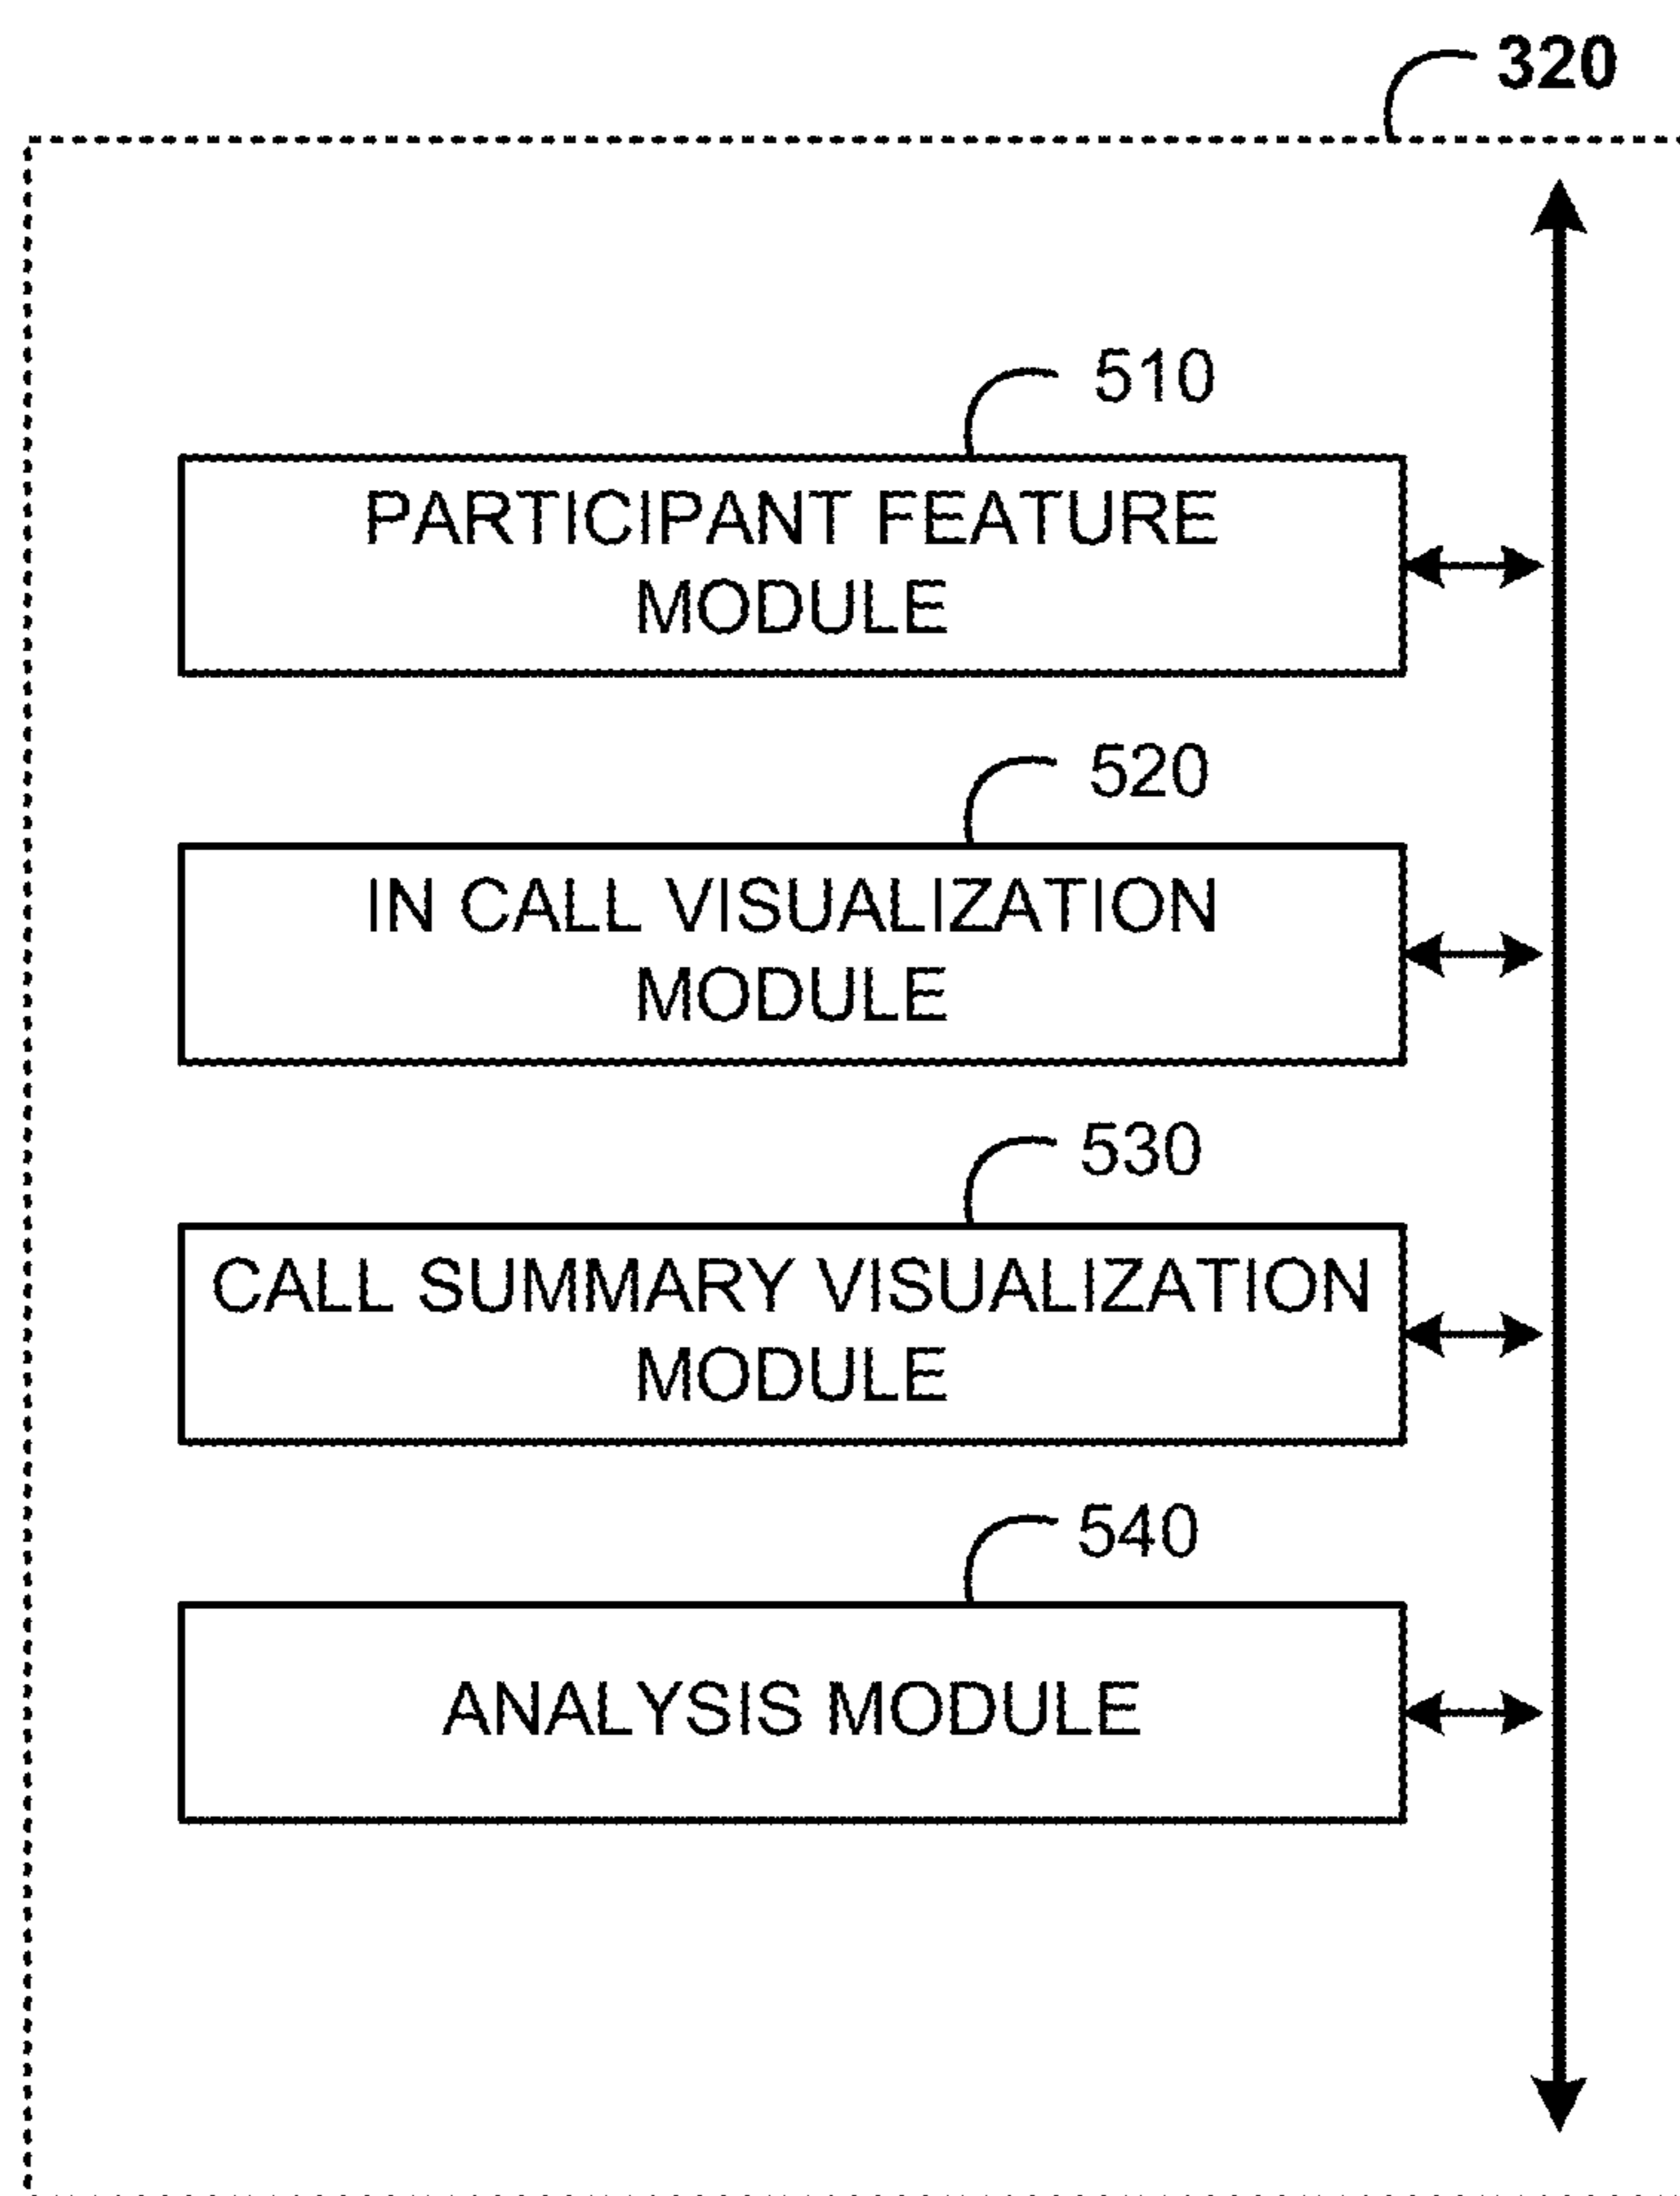 320
510
PARTICIPANT FEATURE
MODULE
520
IN CALL VISUALIZATION
MODULE
530
CALL SUMMARY VISUALIZATION
MODULE
540
ANALYSIS MODULE